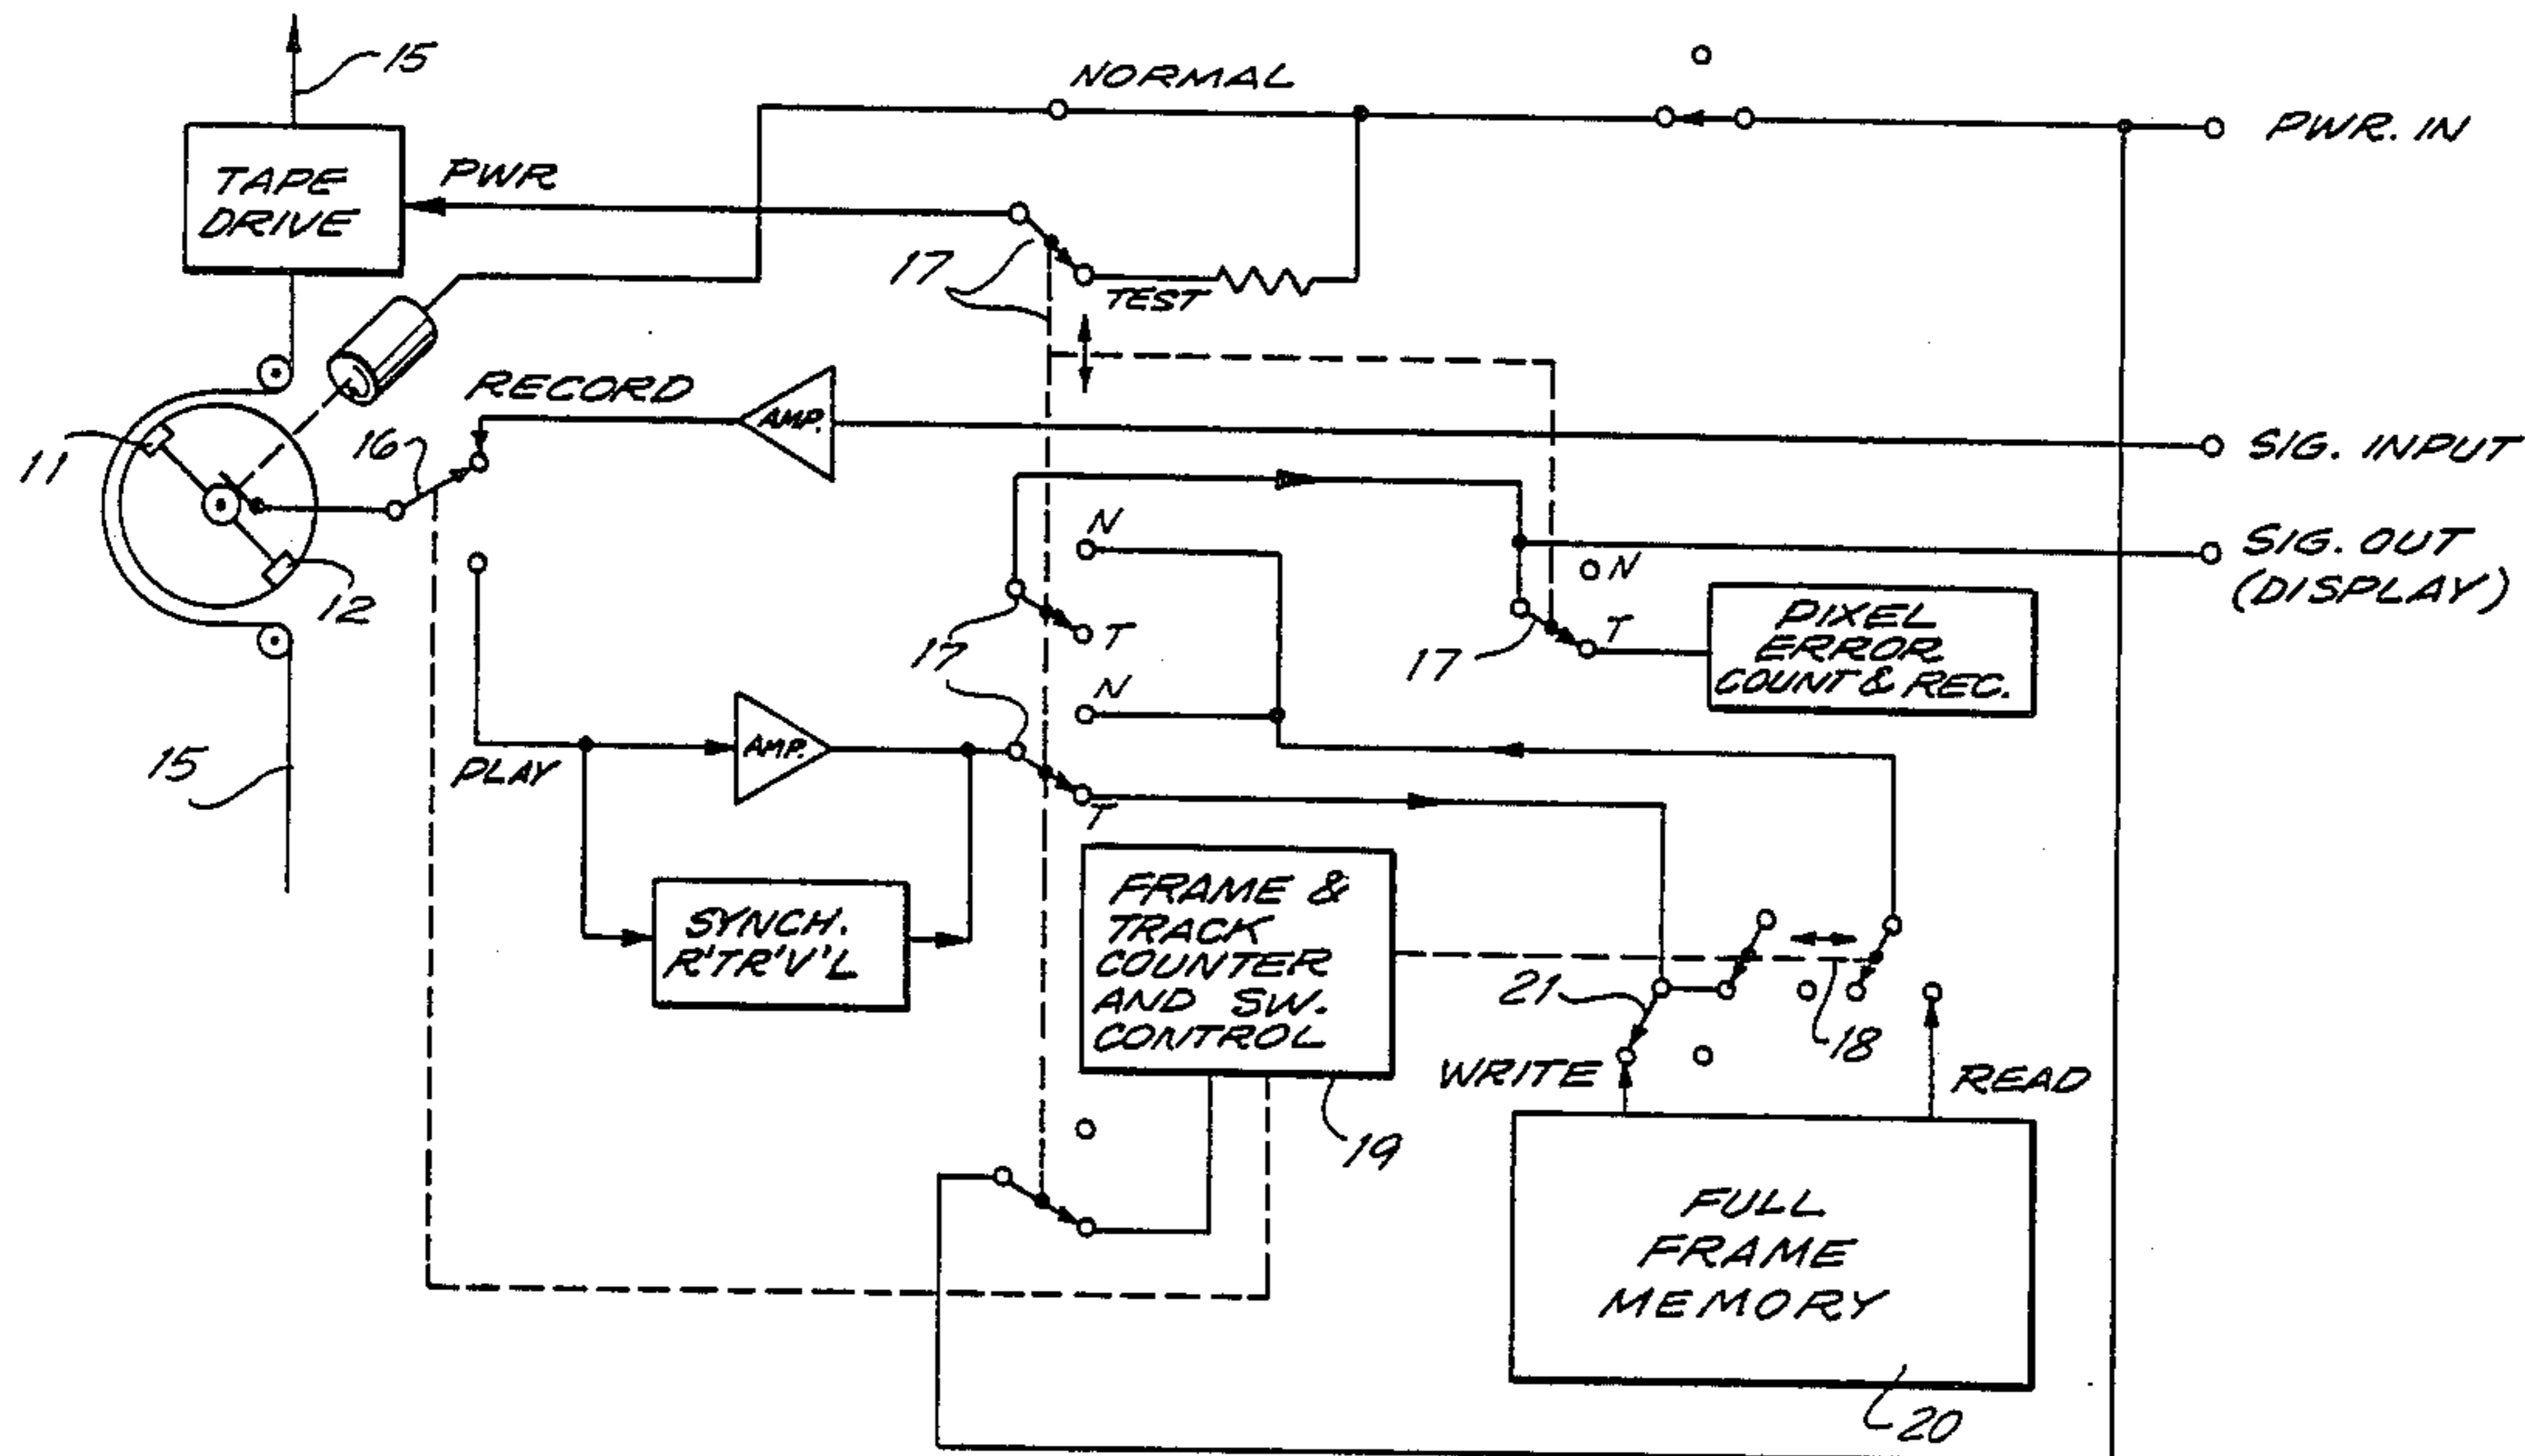 15
NORMAL
PWR. IN
TAPE
DRIVE
PWR
17
TEST
RECORD
AMP.
SIG. INPUT
11
16
12
N
T
N
T
SIG. OUT
(DISPLAY)
17
17
PIXEL
ERROR
COUNT & REC.
N
15
PLAY
AMP.
T
SYNCH.
R'TR'V'L
FRAME &
TRACK
COUNTER
AND SW.
CONTROL
19
21
18
WRITE
READ
FULL
FRAME
MEMORY
20